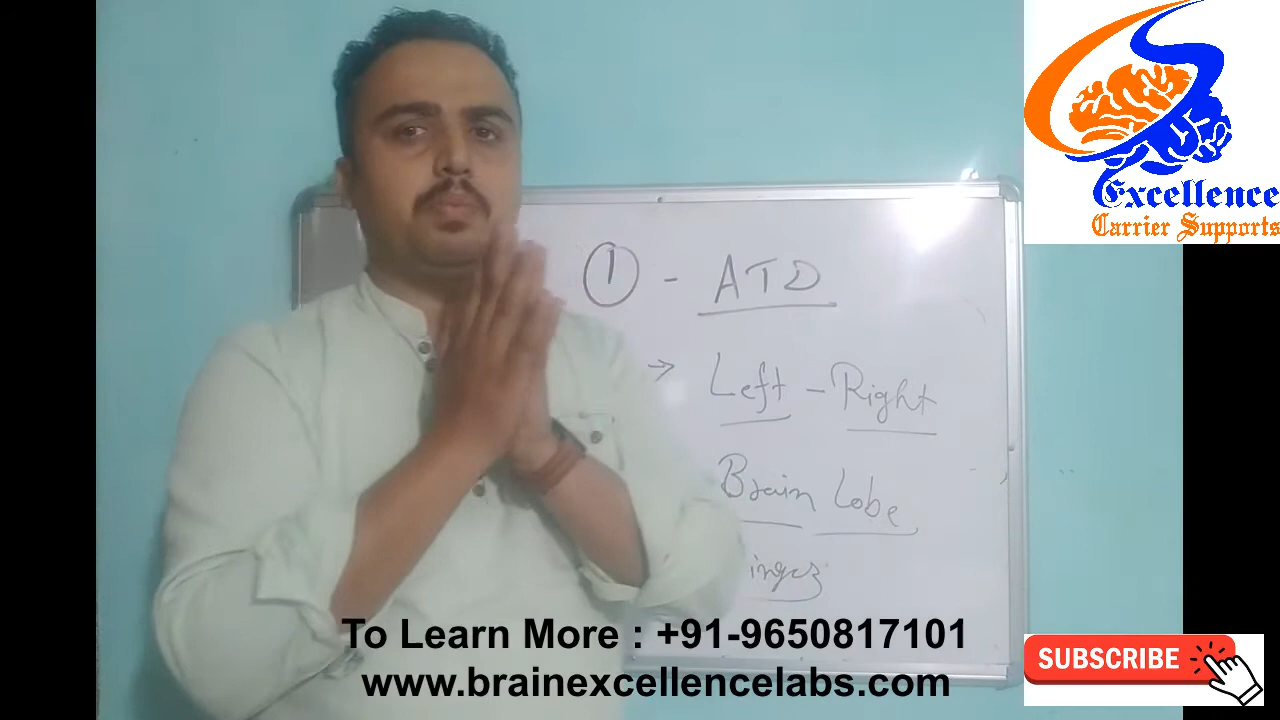 Excellence
Carrier Supports
1 - ATD
→ Left - Right
Brain Lobe
To Learn More : +91-9650817101
www.brainexcellencelabs.com
SUBSCRIBE